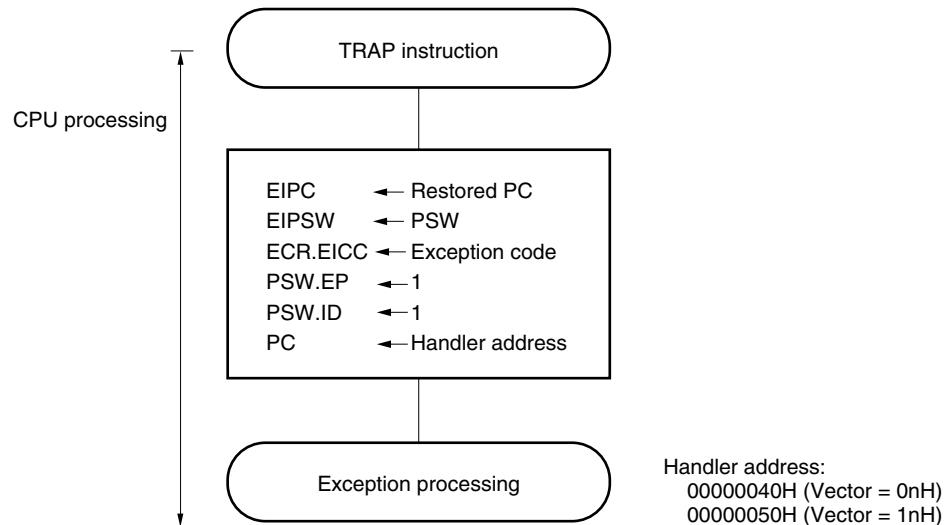 TRAP instruction
CPU processing
EIPC ← Restored PC
EIPSW ← PSW
ECR.EICC ← Exception code
PSW.EP ← 1
PSW.ID ← 1
PC ← Handler address
Exception processing
Handler address:
00000040H (Vector = 0nH)
00000050H (Vector = 1nH)